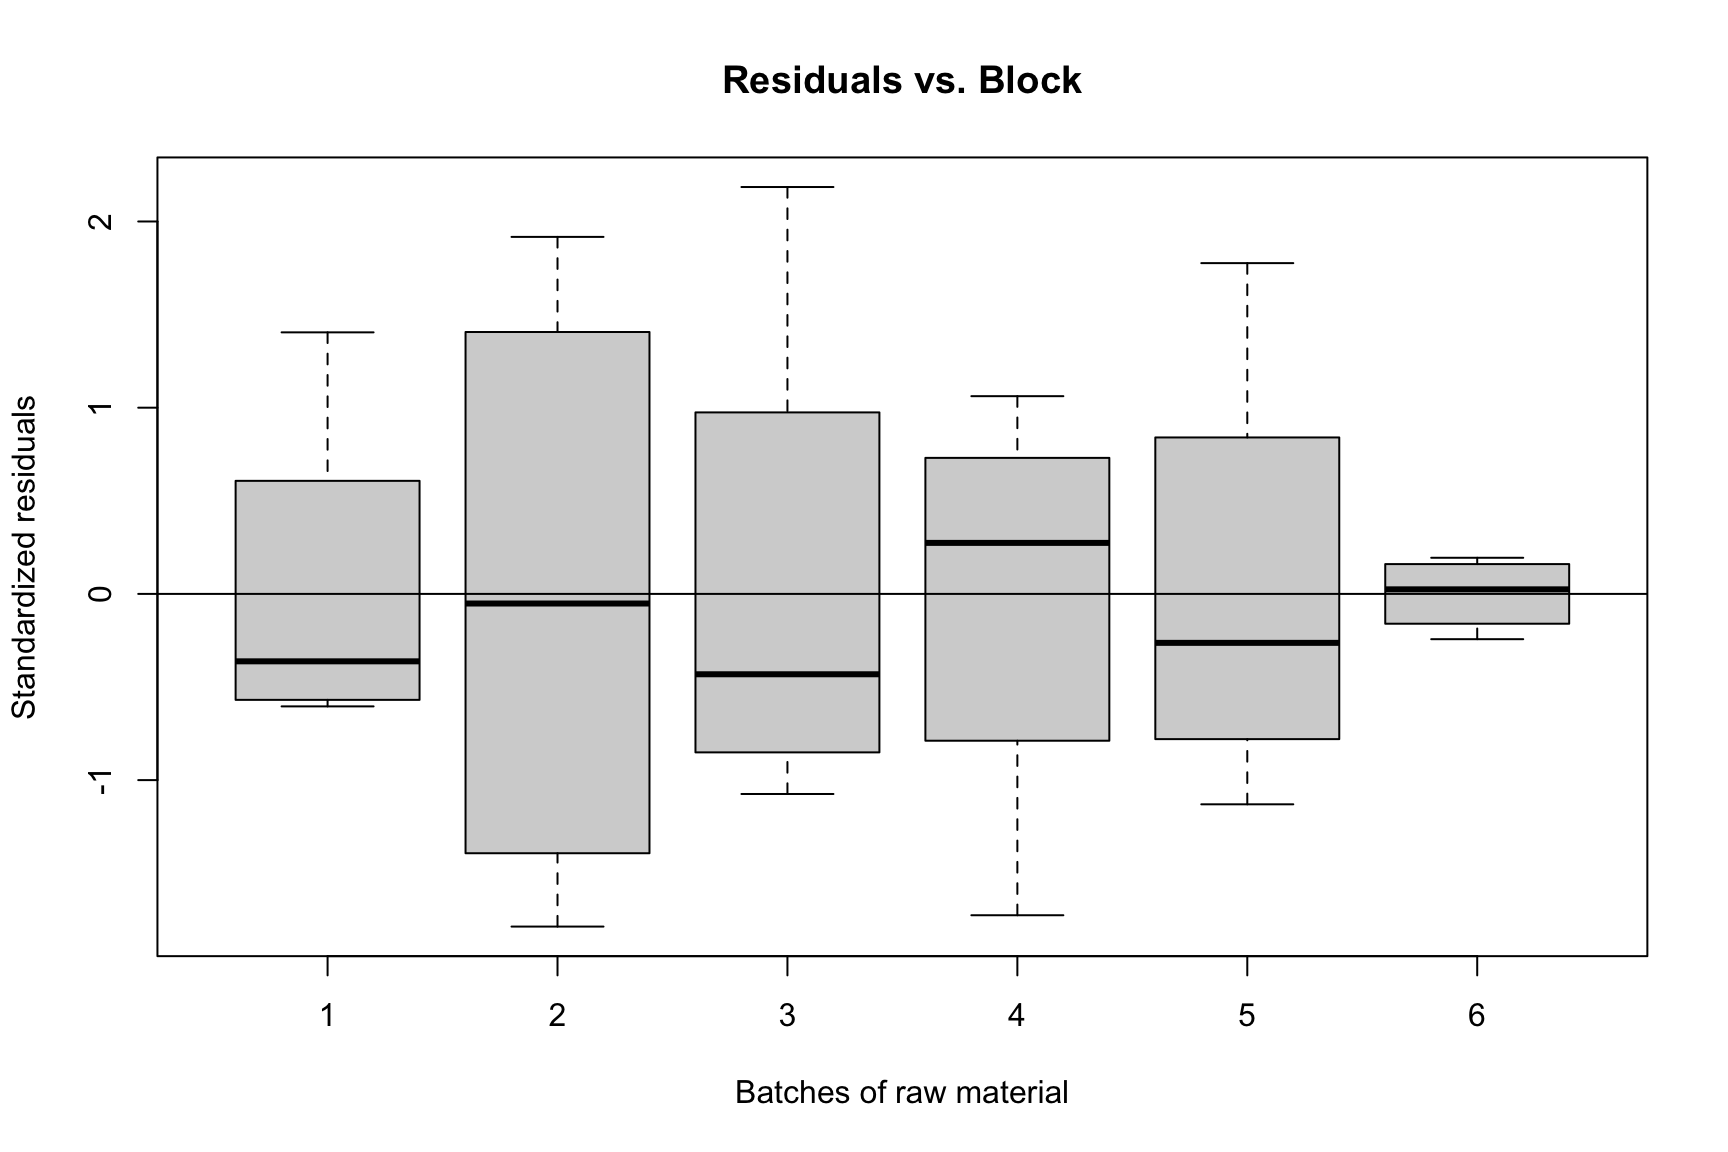 Residuals vs. Block
Standardized residuals
2
1
0
-1
1 2 3 4 5 6
Batches of raw material